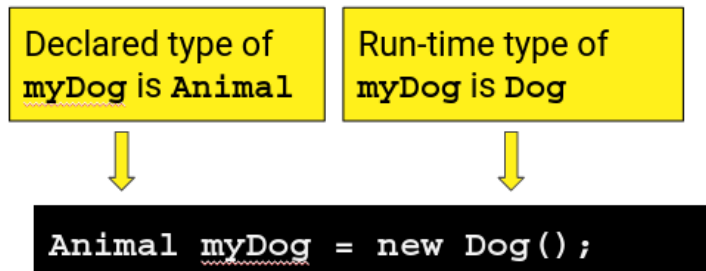 Declared type of
myDog is Animal
Run-time type of
myDog is Dog
Animal myDog = new Dog();